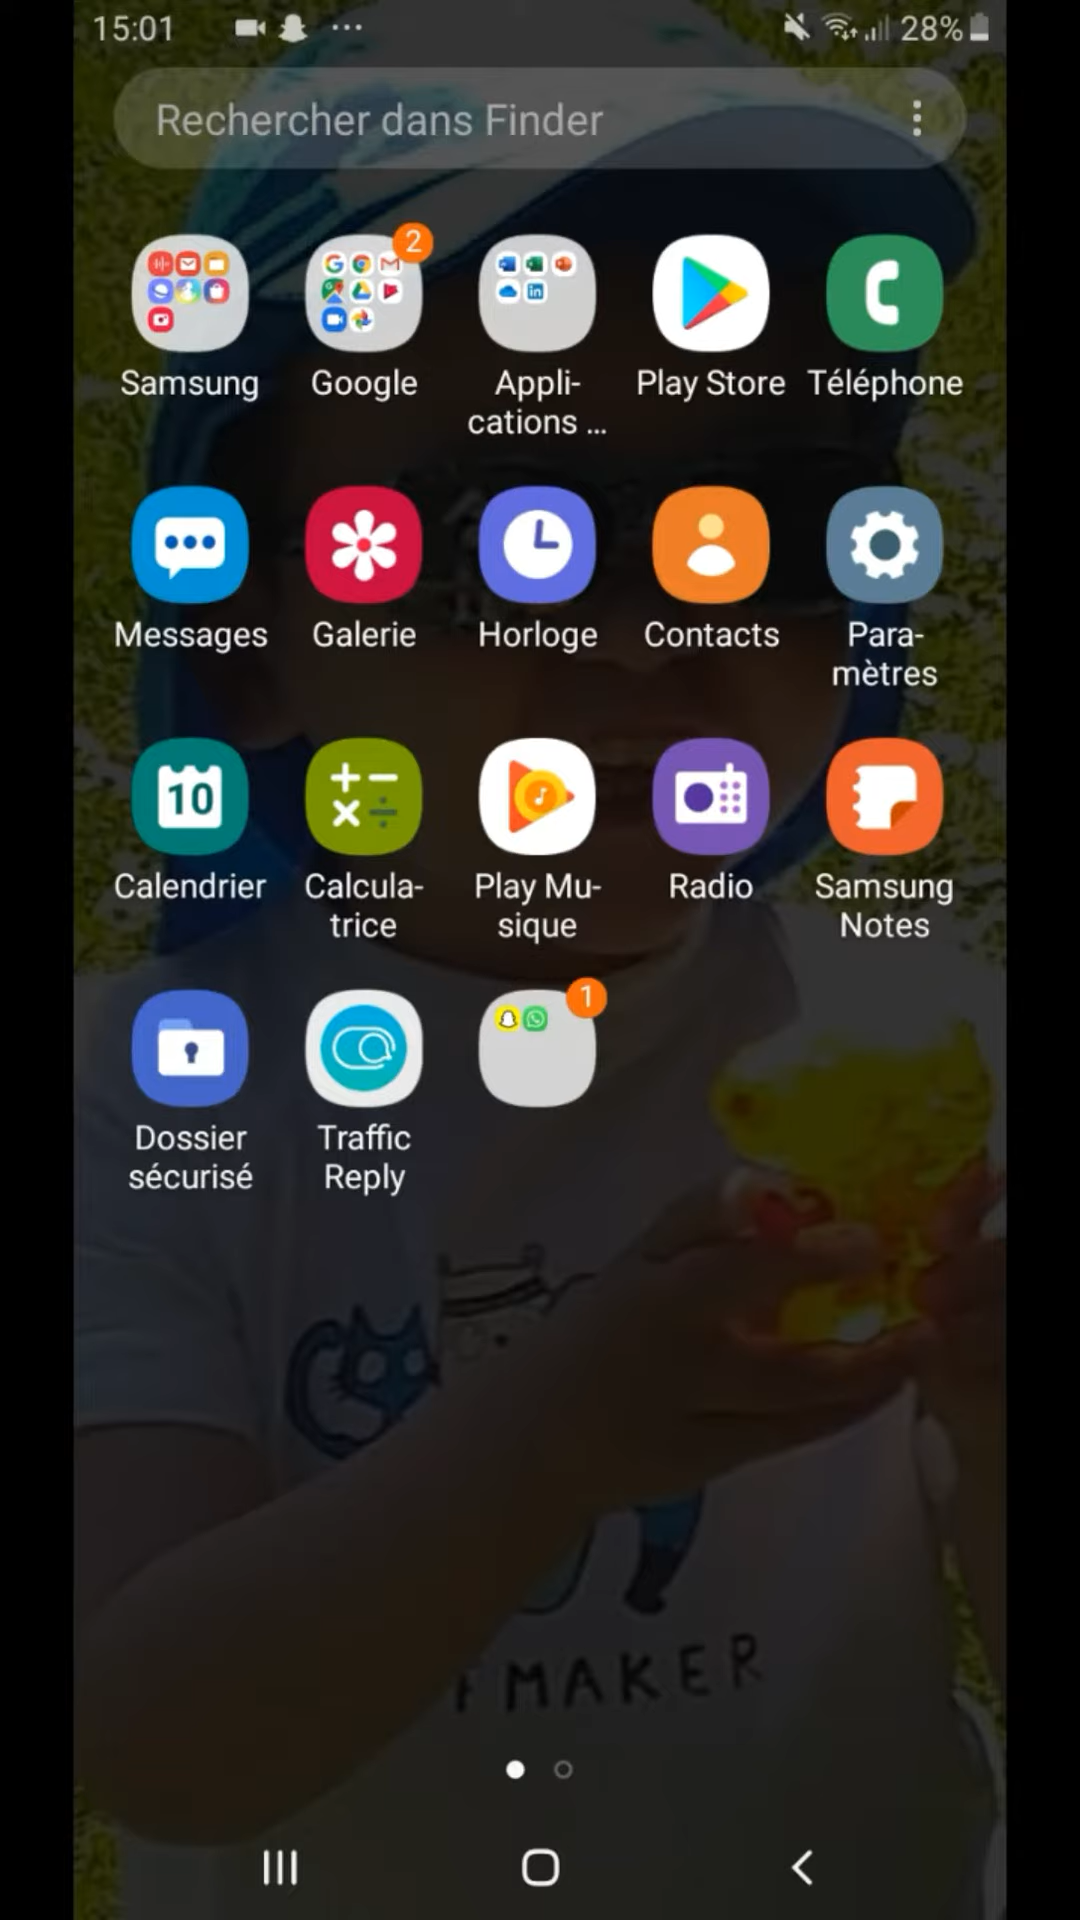 15:01 28%
Rechercher dans Finder
2
Samsung Google Appli- Play Store Téléphone
cations ...
Messages Galerie Horloge Contacts Para-
mètres
10
Calendrier Calcula- Play Mu- Radio Samsung
trice sique Notes
1
Dossier Traffic
sécurisé Reply
MAKER